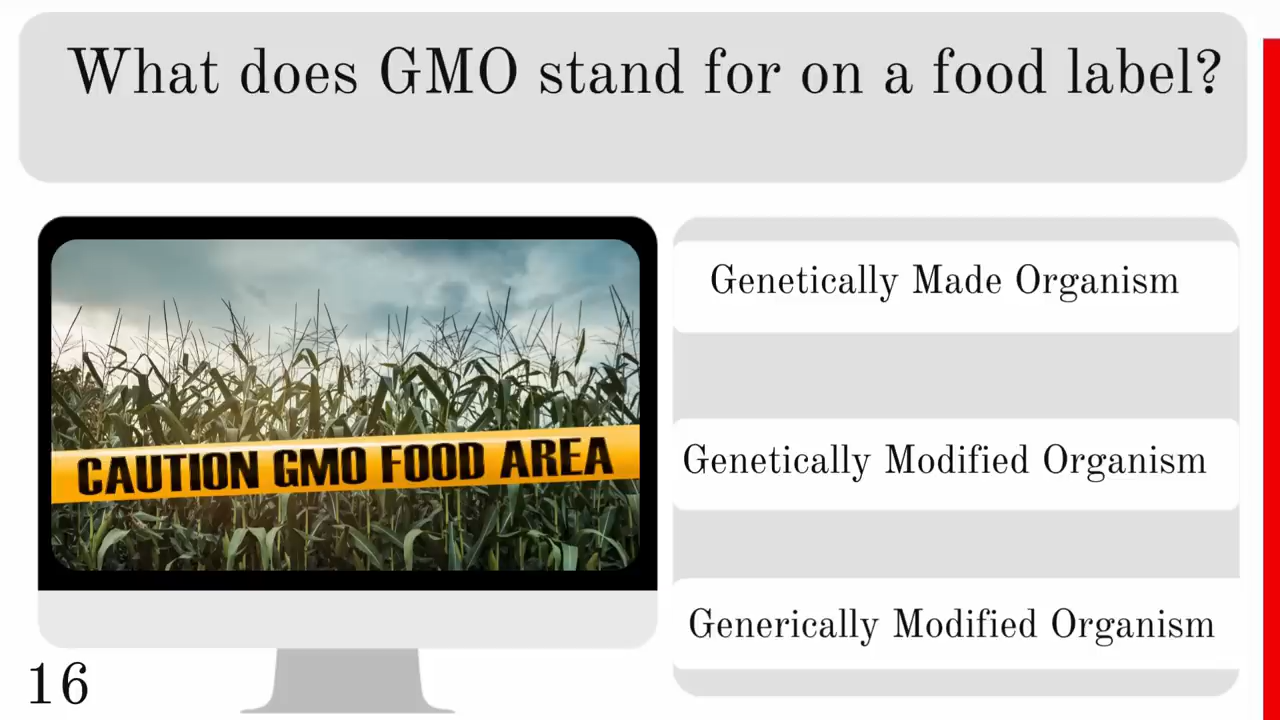 What does GMO stand for on a food label?
CAUTION GMO FOOD AREA
Genetically Made Organism
Genetically Modified Organism
Generically Modified Organism
16